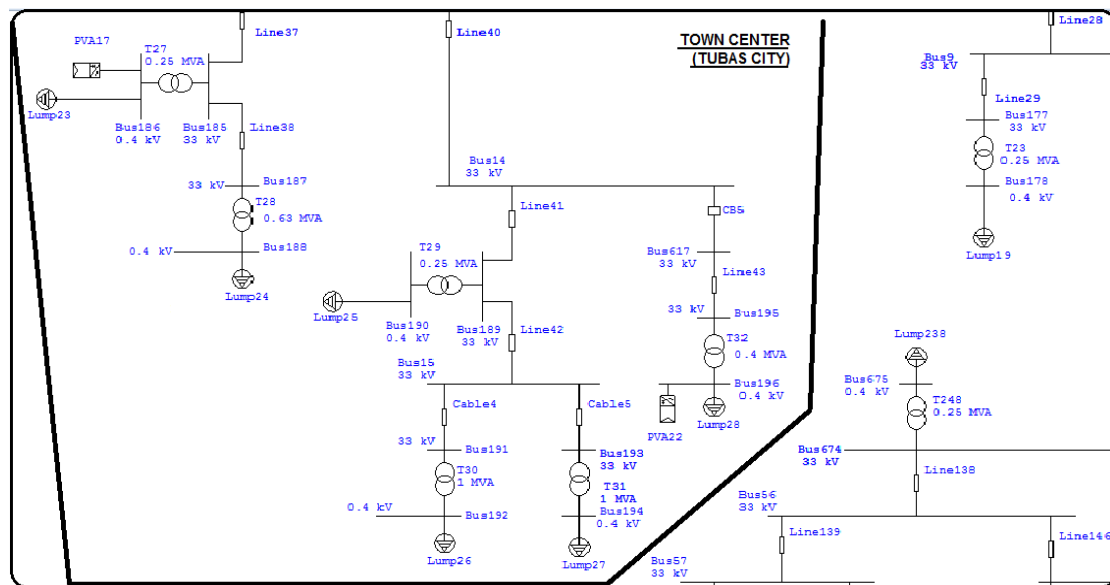 Line37
PVA17
T27
0.25 MVA
Lump23
Bus186
0.4 kV
Bus185
33 kV
Line38
33 kV
Bus187
T28
0.63 MVA
0.4 kV
Bus188
Lump24
Line40
TOWN CENTER
(TUBAS CITY)
Bus14
33 kV
Line41
CB5
T29
0.25 MVA
Lump25
Bus190
0.4 kV
Bus189
33 kV
Line42
Bus617
33 kV
Line43
33 kV
Bus195
T32
0.4 MVA
Bus196
0.4 kV
PVA22
Lump28
Bus15
33 kV
Cable4
Cable5
33 kV
Bus191
T30
1 MVA
0.4 kV
Bus192
Lump26
Bus193
33 kV
T31
1 MVA
Bus194
0.4 kV
Lump27
Line28
Bus9
33 kV
Line29
Bus177
33 kV
T23
0.25 MVA
Bus178
0.4 kV
Lump19
Lump238
Bus675
0.4 kV
T248
0.25 MVA
Bus674
33 kV
Line138
Bus56
33 kV
Line139
Line146
Bus57
33 kV